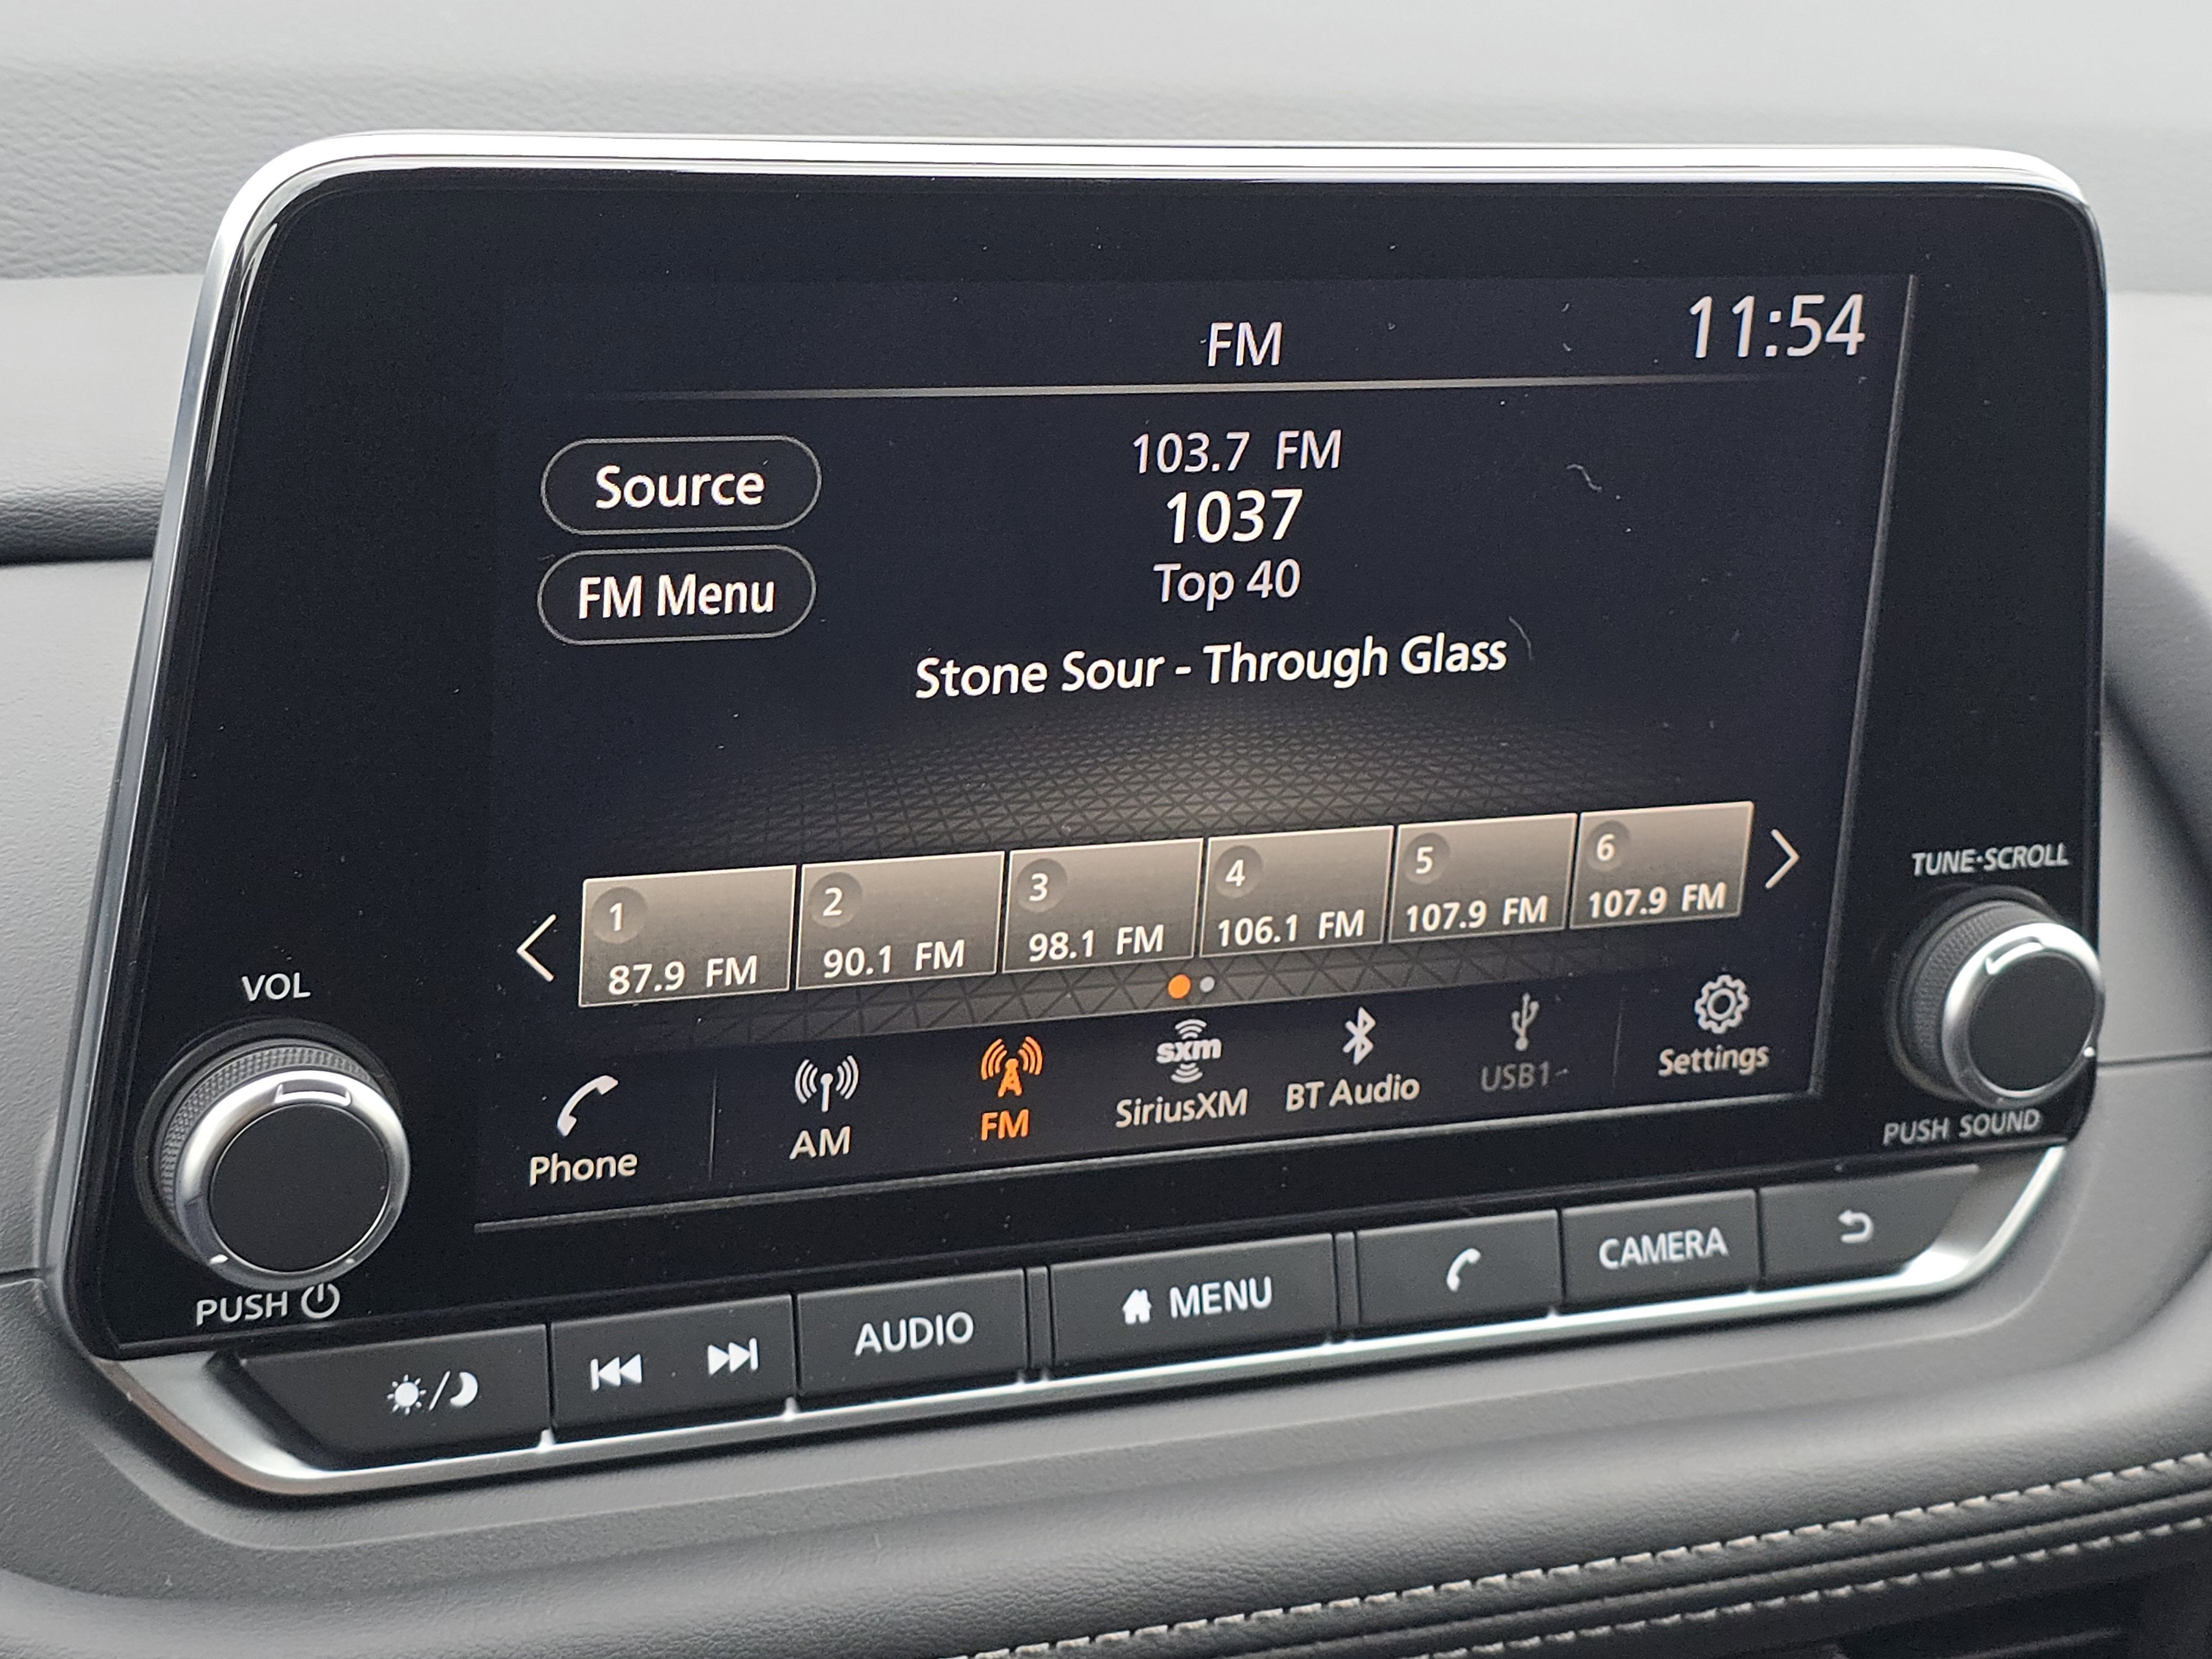 FM
11:54
Source
103.7 FM
1037
FM Menu
Top 40
Stone Sour - Through Glass
1
87.9 FM
2
90.1 FM
3
98.1 FM
4
106.1 FM
5
107.9 FM
6
107.9 FM
TUNE·SCROLL
VOL
Phone
AM
FM
sxm
SiriusXM
BT Audio
USB1
Settings
PUSH SOUND
PUSH
AUDIO
MENU
CAMERA